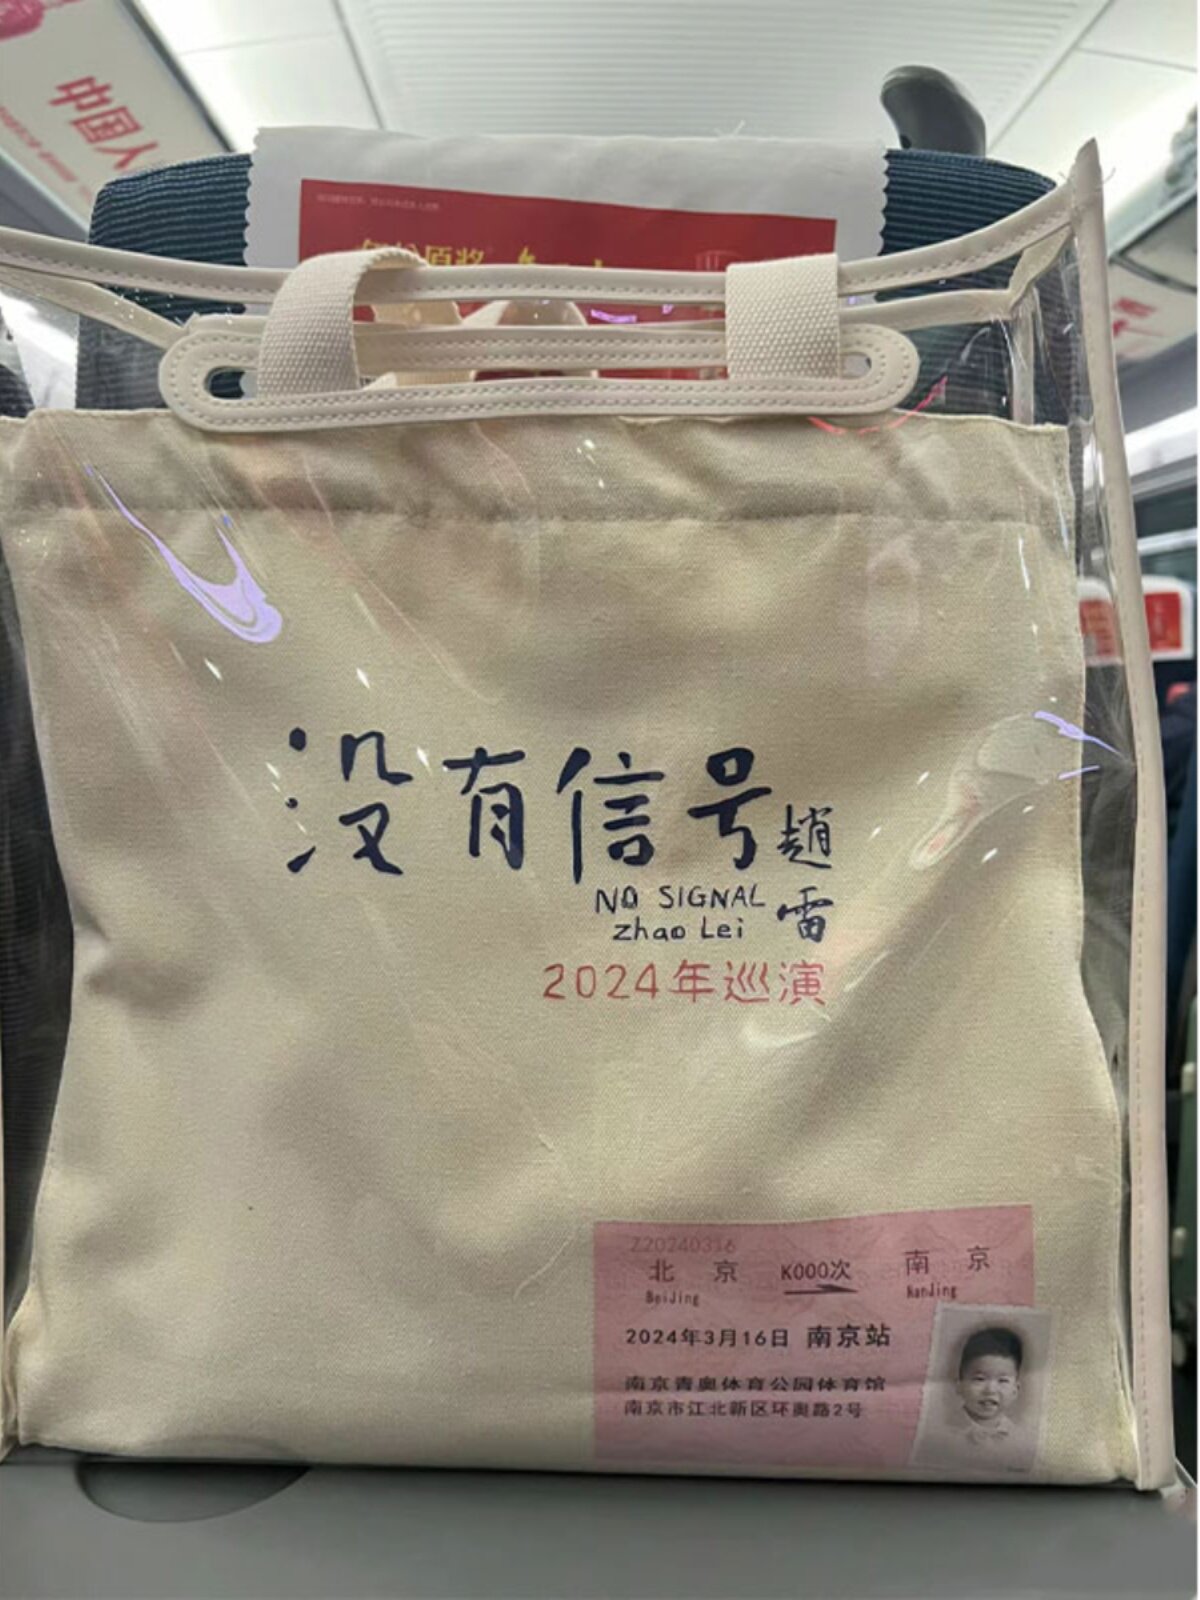 中国人
没有信号 趙雷
NO SIGNAL
zhao Lei
2024年巡演
Z20240316
北京 K000次 南京
BeiJing NanJing
2024年3月16日 南京站
南京青奥体育公园体育馆
南京市江北新区环奥路2号